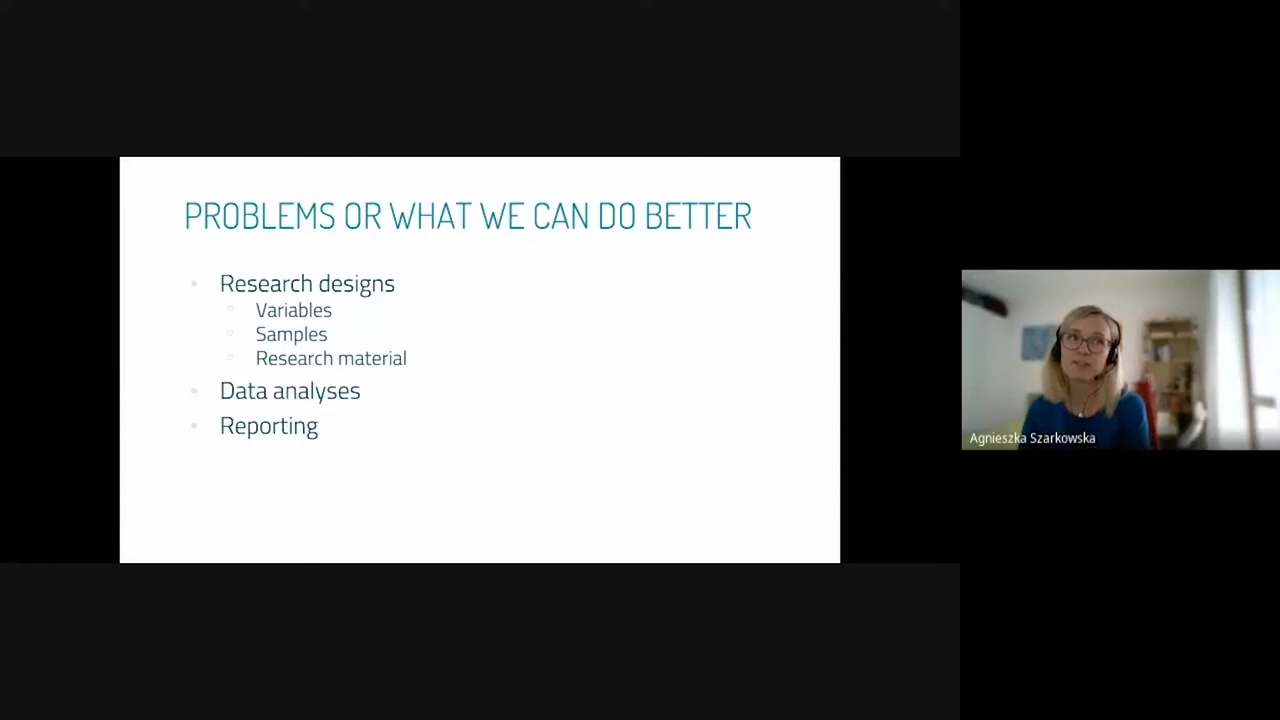 PROBLEMS OR WHAT WE CAN DO BETTER
Research designs
Variables
Samples
Research material
Data analyses
Reporting
Agnieszka Szarkowska